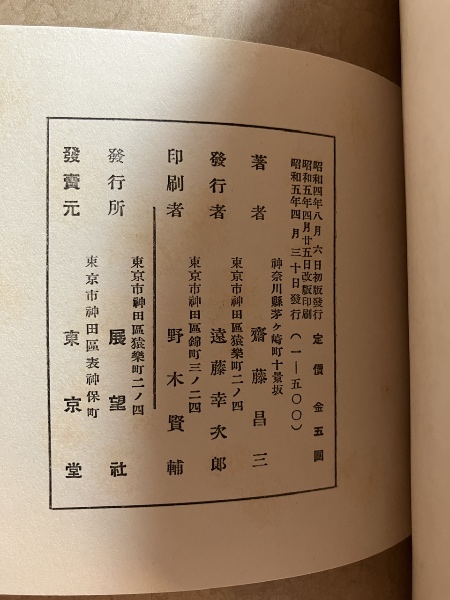 昭和四年八月六日初版發行
昭和五年四月廿五日改版印刷
昭和五年四月三十日發行
(一—五〇〇)
定價金五圓
神奈川縣茅ヶ崎町十景坂
著者 齋藤昌三
東京市神田區猿樂町二ノ四
發行者 遠藤幸次郎
東京市神田區錦町三ノ二四
印刷者 野木賢輔
東京市神田區猿樂町二ノ四
發行所 展望社
東京市神田區表神保町
發賣元 東京堂